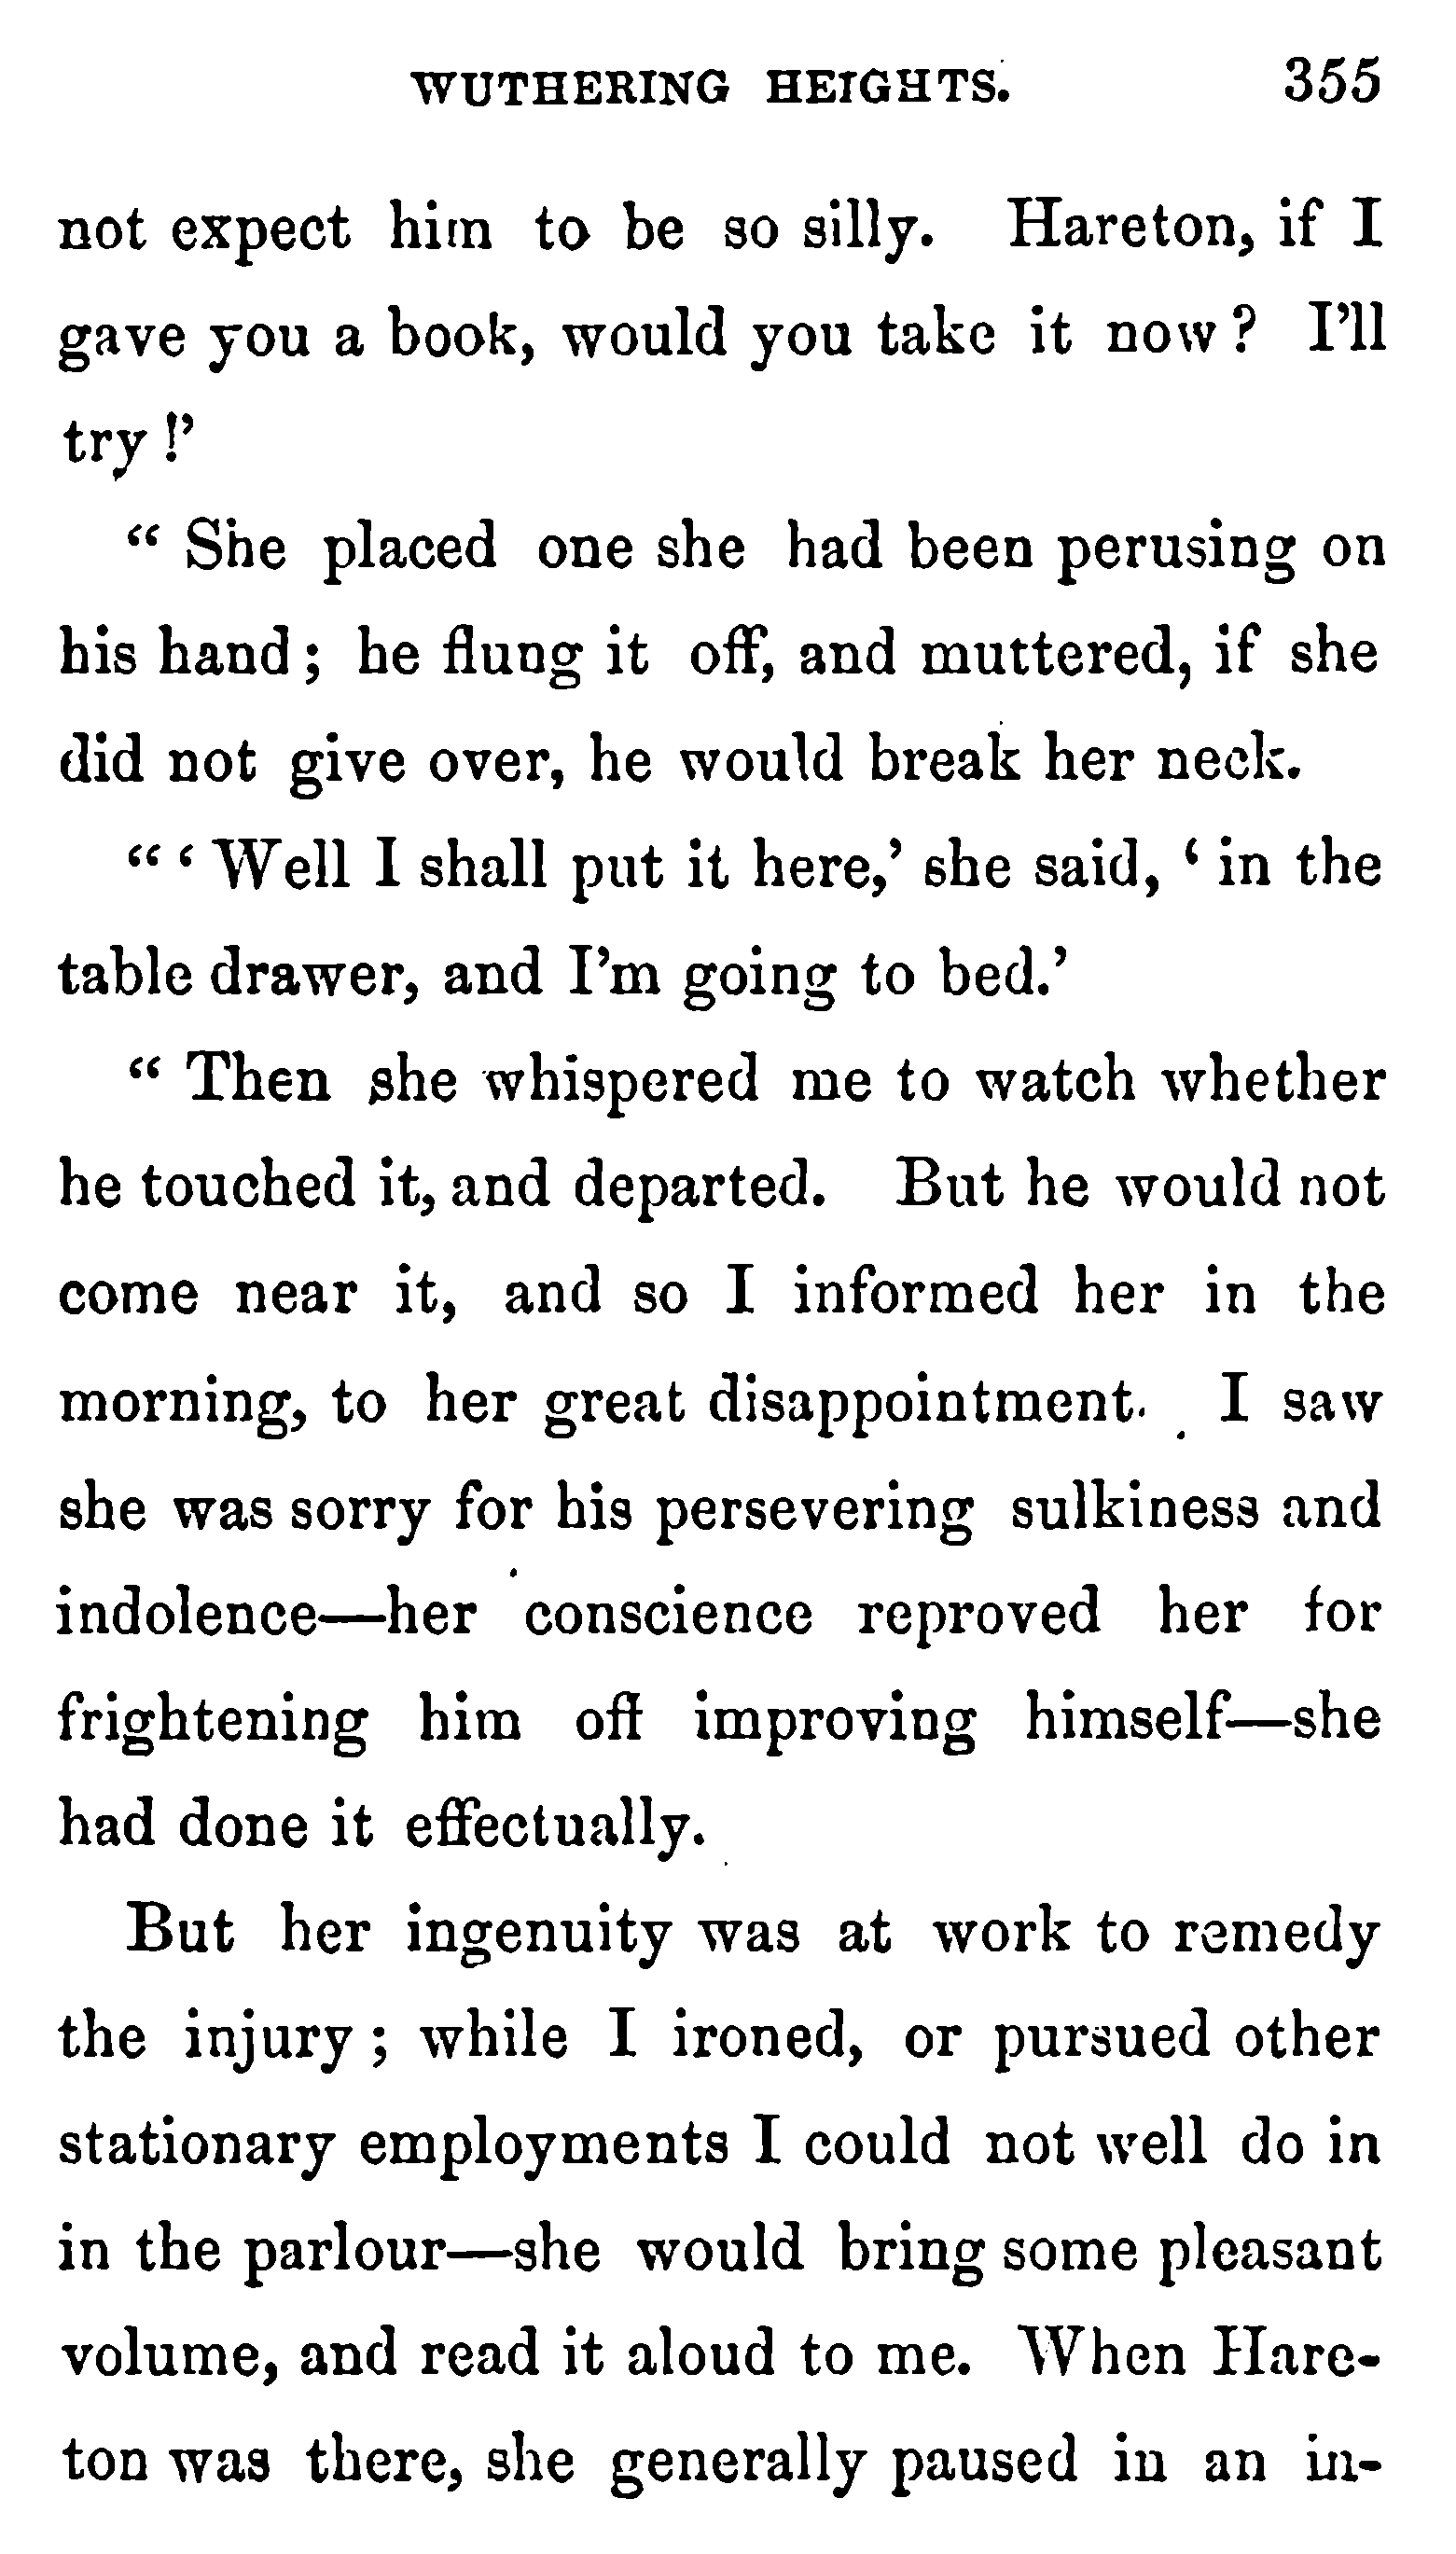 WUTHERING HEIGHTS. 355
not expect him to be so silly. Hareton, if I
gave you a book, would you take it now? I'll
try!'
“ She placed one she had been perusing on
his hand; he flung it off, and muttered, if she
did not give over, he would break her neck.
“ ‘ Well I shall put it here,’ she said, ‘ in the
table drawer, and I’m going to bed.’
“ Then she whispered me to watch whether
he touched it, and departed. But he would not
come near it, and so I informed her in the
morning, to her great disappointment. I saw
she was sorry for his persevering sulkiness and
indolence—her conscience reproved her for
frightening him off improving himself—she
had done it effectually.
But her ingenuity was at work to remedy
the injury; while I ironed, or pursued other
stationary employments I could not well do in
in the parlour—she would bring some pleasant
volume, and read it aloud to me. When Hare-
ton was there, she generally paused in an in-